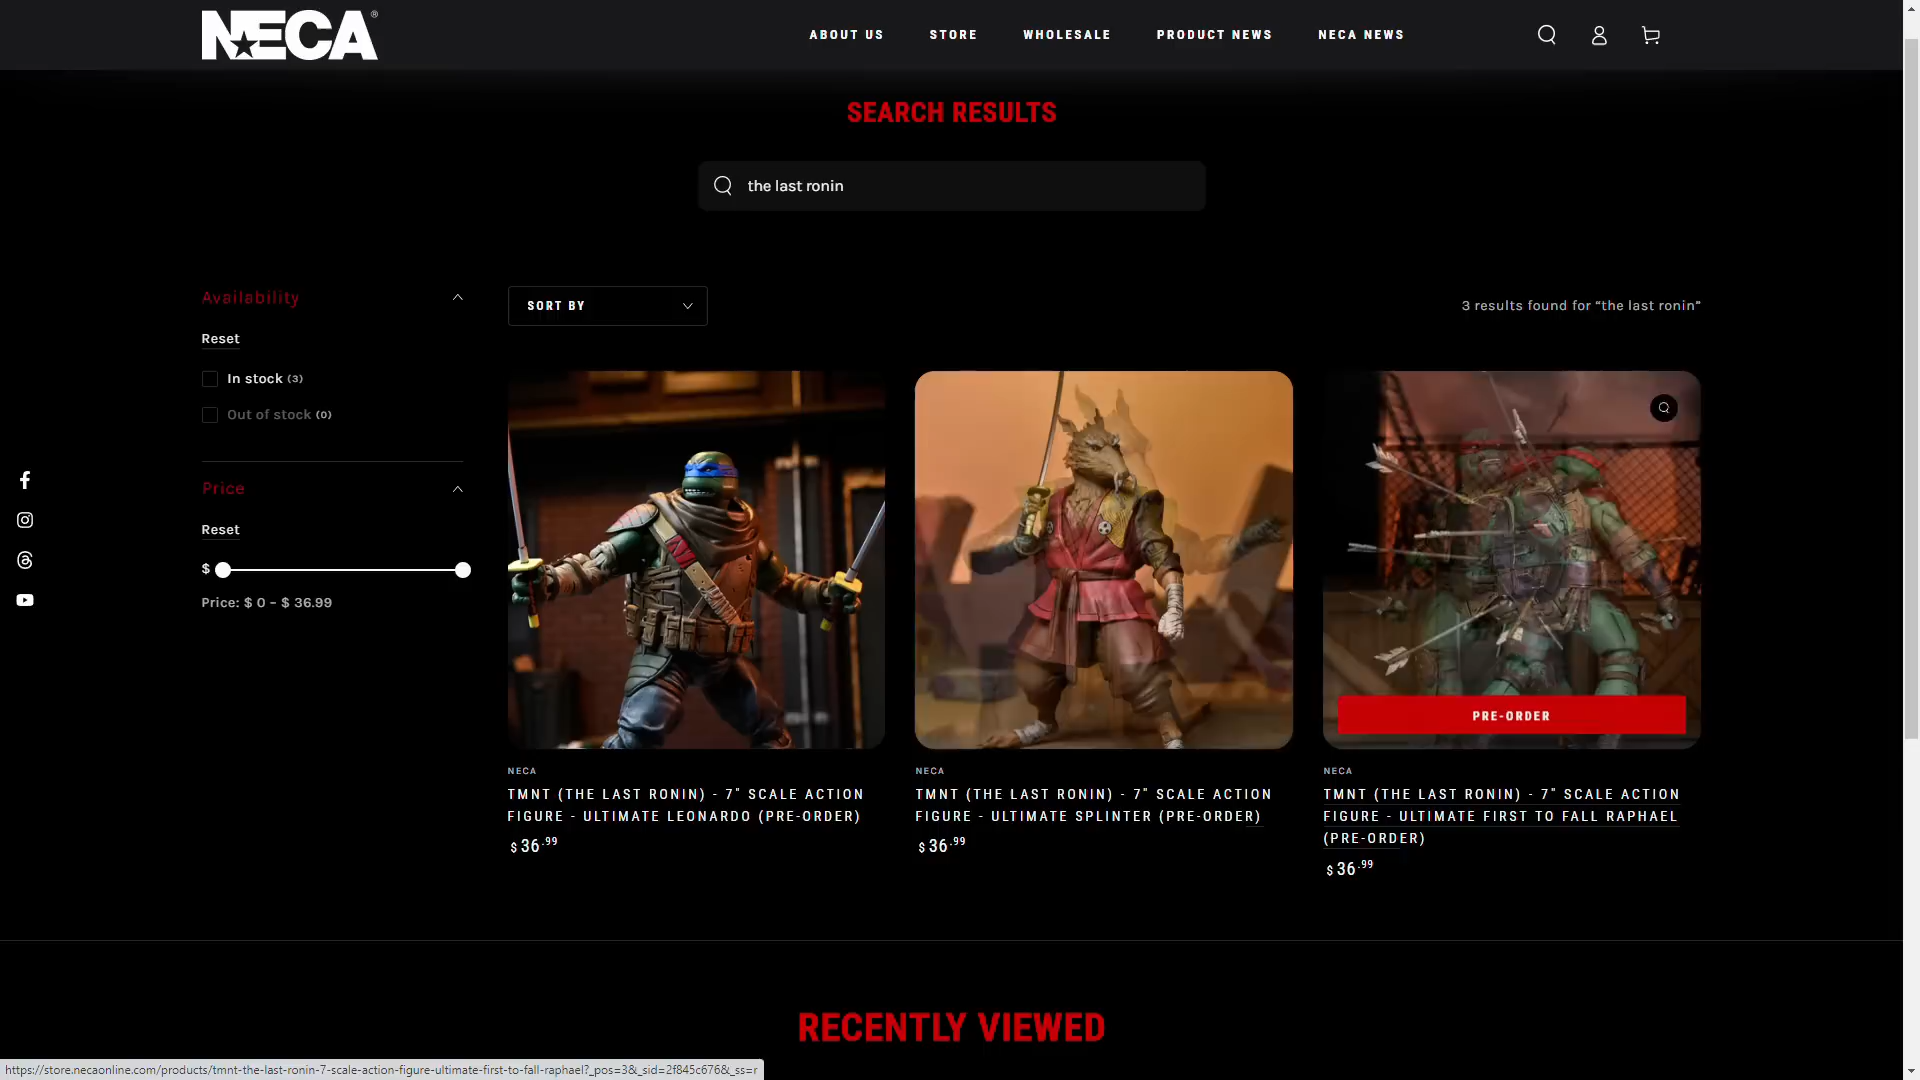 NECA®
ABOUT US
STORE
WHOLESALE
PRODUCT NEWS
NECA NEWS
SEARCH RESULTS
the last ronin
Availability
Reset
In stock (3)
Out of stock (0)
Price
Reset
$
Price: $ 0 – $ 36.99
SORT BY
3 results found for “the last ronin”
NECA
TMNT (THE LAST RONIN) - 7" SCALE ACTION
FIGURE - ULTIMATE LEONARDO (PRE-ORDER)
$36.99
NECA
TMNT (THE LAST RONIN) - 7" SCALE ACTION
FIGURE - ULTIMATE SPLINTER (PRE-ORDER)
$36.99
PRE-ORDER
NECA
TMNT (THE LAST RONIN) - 7" SCALE ACTION
FIGURE - ULTIMATE FIRST TO FALL RAPHAEL
(PRE-ORDER)
$36.99
RECENTLY VIEWED
https://store.necaonline.com/products/tmnt-the-last-ronin-7-scale-action-figure-ultimate-first-to-fall-raphael?_pos=3&_sid=2f845c676&_ss=r